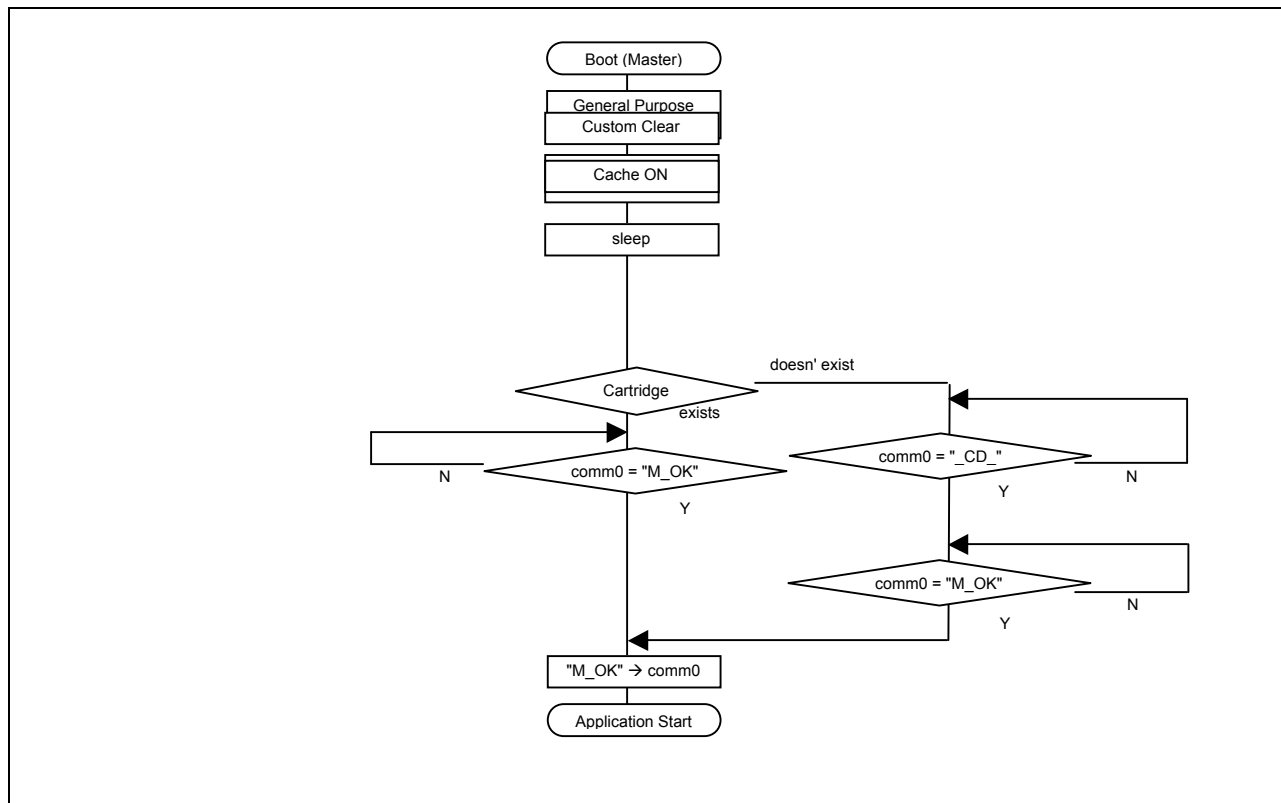 Boot (Master)
General Purpose
Custom Clear
Cache ON
sleep
doesn' exist
Cartridge
exists
comm0 = "_CD_"
N
Y
comm0 = "M_OK"
N
Y
comm0 = "M_OK"
N
Y
"M_OK" → comm0
Application Start